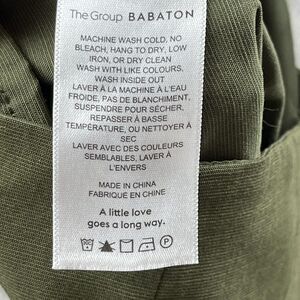 The Group BABATON
MACHINE WASH COLD, NO
BLEACH, HANG TO DRY, LOW
IRON, OR DRY CLEAN
WASH WITH LIKE COLOURS,
WASH INSIDE OUT
LAVER À LA MACHINE À L'EAU
FROIDE, PAS DE BLANCHIMENT,
SUSPENDRE POUR SÉCHER,
REPASSER À BASSE
TEMPÉRATURE, OU NETTOYER À
SEC
LAVER AVEC DES COULEURS
SEMBLABLES, LAVER À
L'ENVERS
MADE IN CHINA
FABRIQUÉ EN CHINE
A little love
goes a long way.
P